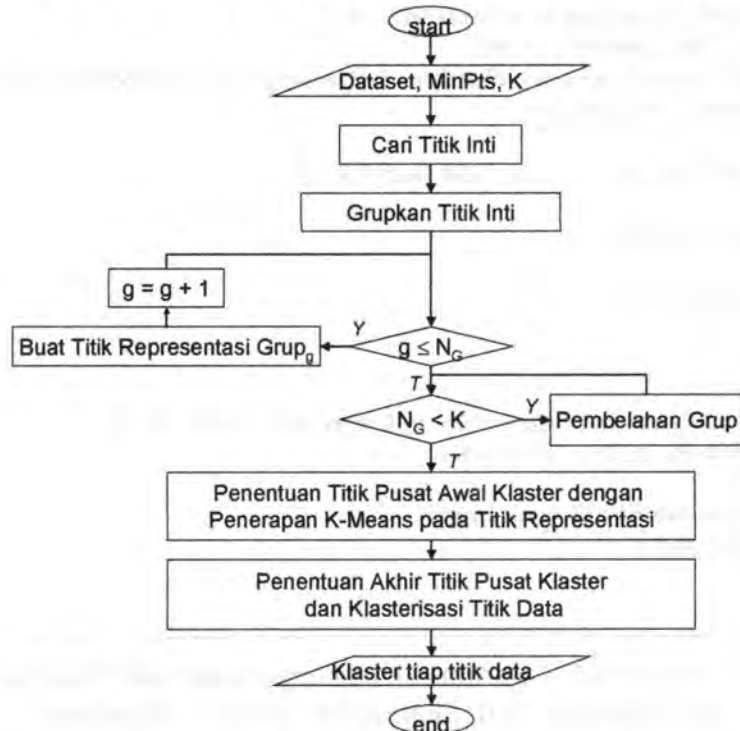 start
Dataset, MinPts, K
Cari Titik Inti
Grupkan Titik Inti
g = g + 1
Buat Titik Representasi Grup_g
Y
g ≤ N_G
T
N_G < K
Y
Pembelahan Grup
T
Penentuan Titik Pusat Awal Klaster dengan
Penerapan K-Means pada Titik Representasi
Penentuan Akhir Titik Pusat Klaster
dan Klasterisasi Titik Data
Klaster tiap titik data
end